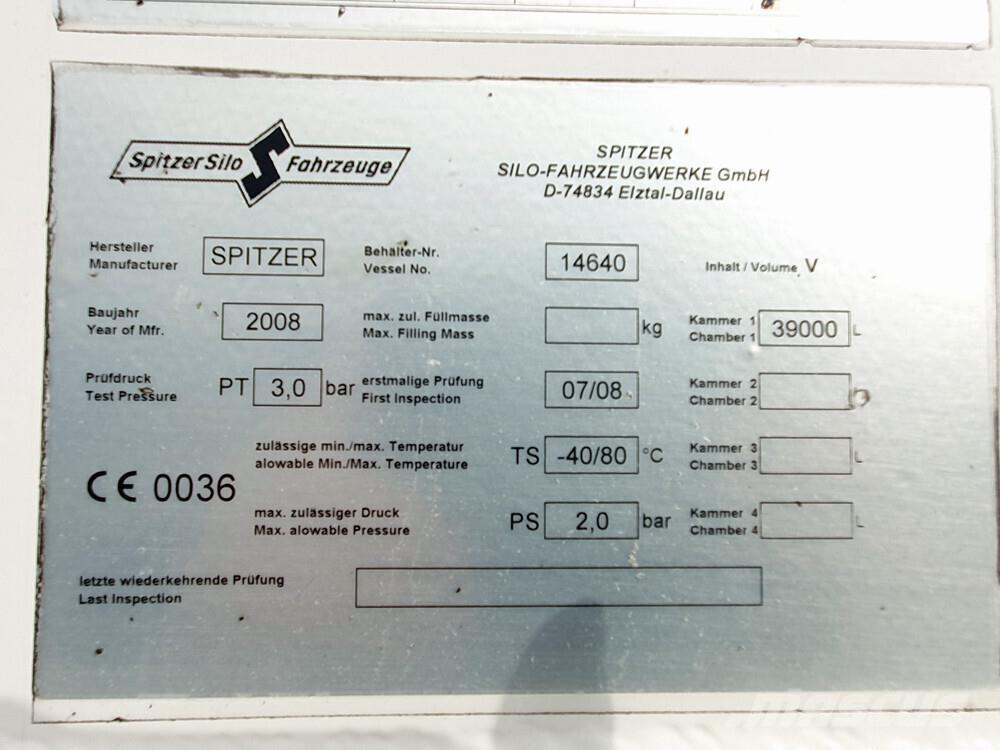 Spitzer Silo S Fahrzeuge
SPITZER
SILO-FAHRZEUGWERKE GmbH
D-74834 Elztal-Dallau
Hersteller
Manufacturer
SPITZER
Behälter-Nr.
Vessel No.
14640
Inhalt / Volume V
Baujahr
Year of Mfr.
2008
max. zul. Füllmasse
Max. Filling Mass
kg
Kammer 1
Chamber 1
39000 L
Prüfdruck
Test Pressure
PT 3,0 bar
erstmalige Prüfung
First Inspection
07/08
Kammer 2
Chamber 2
zulässige min./max. Temperatur
alowable Min./Max. Temperature
TS -40/80 °C
Kammer 3
Chamber 3
L
CE 0036
max. zulässiger Druck
Max. alowable Pressure
PS 2,0 bar
Kammer 4
Chamber 4
L
letzte wiederkehrende Prüfung
Last Inspection
mascus